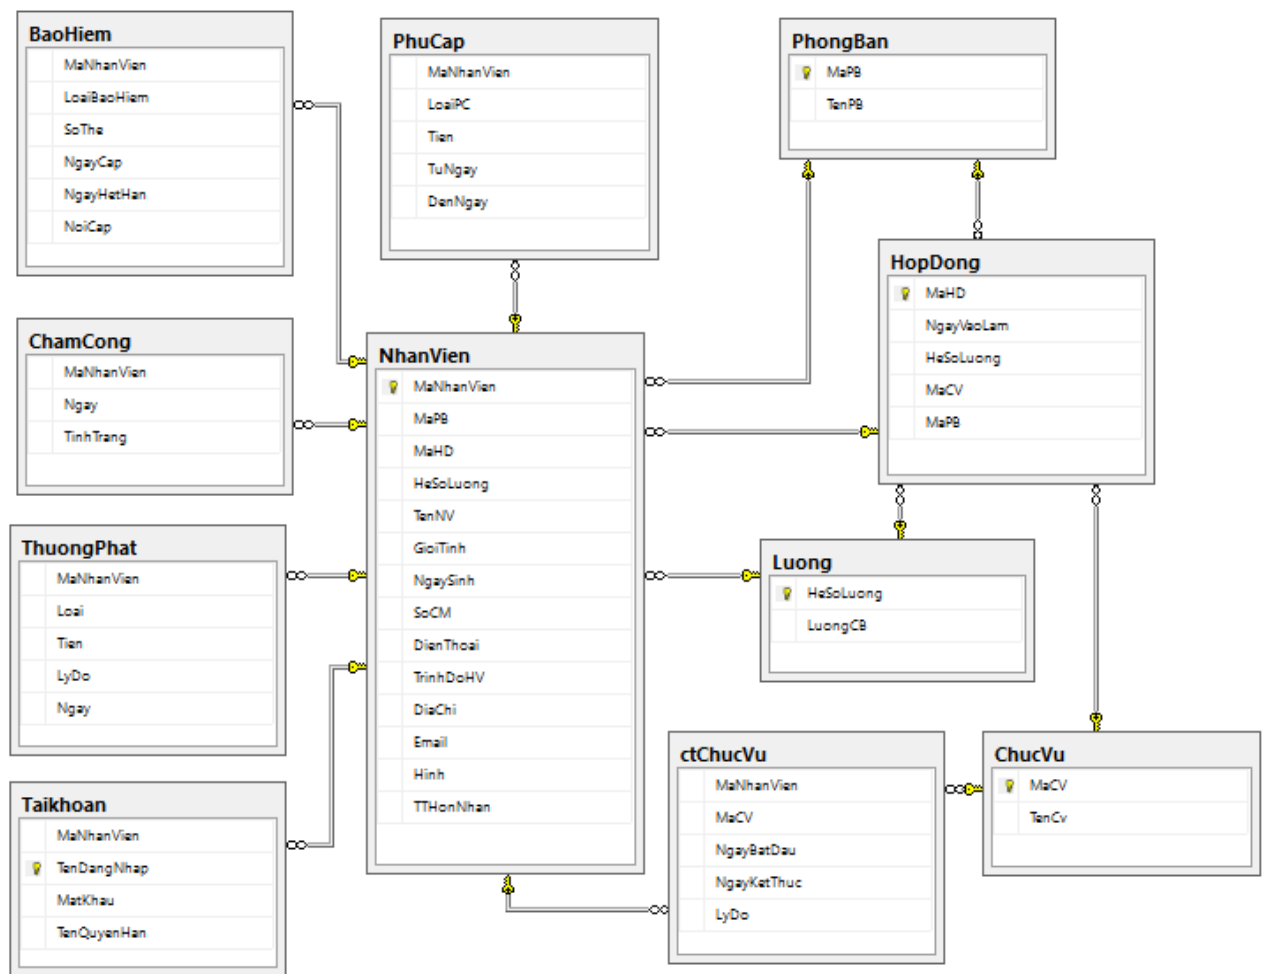 BaoHiem
MaNhanVien
LoaiBaoHiem
SoThe
NgayCap
NgayHetHan
NoiCap
PhuCap
MaNhanVien
LoaiPC
Tien
TuNgay
DenNgay
PhongBan
MaPB
TenPB
HopDong
MaHD
NgayVaoLam
HeSoLuong
MaCV
MaPB
ChamCong
MaNhanVien
Ngay
TinhTrang
NhanVien
MaNhanVien
MaPB
MaHD
HeSoLuong
TenNV
GioiTinh
NgaySinh
SoCM
DienThoai
TrinhDoHV
DiaChi
Email
Hinh
TTHonNhan
ThuongPhat
MaNhanVien
Loai
Tien
LyDo
Ngay
Luong
HeSoLuong
LuongCB
Taikhoan
MaNhanVien
TenDangNhap
MatKhau
TenQuyenHan
ctChucVu
MaNhanVien
MaCV
NgayBatDau
NgayKetThuc
LyDo
ChucVu
MaCV
TenCv